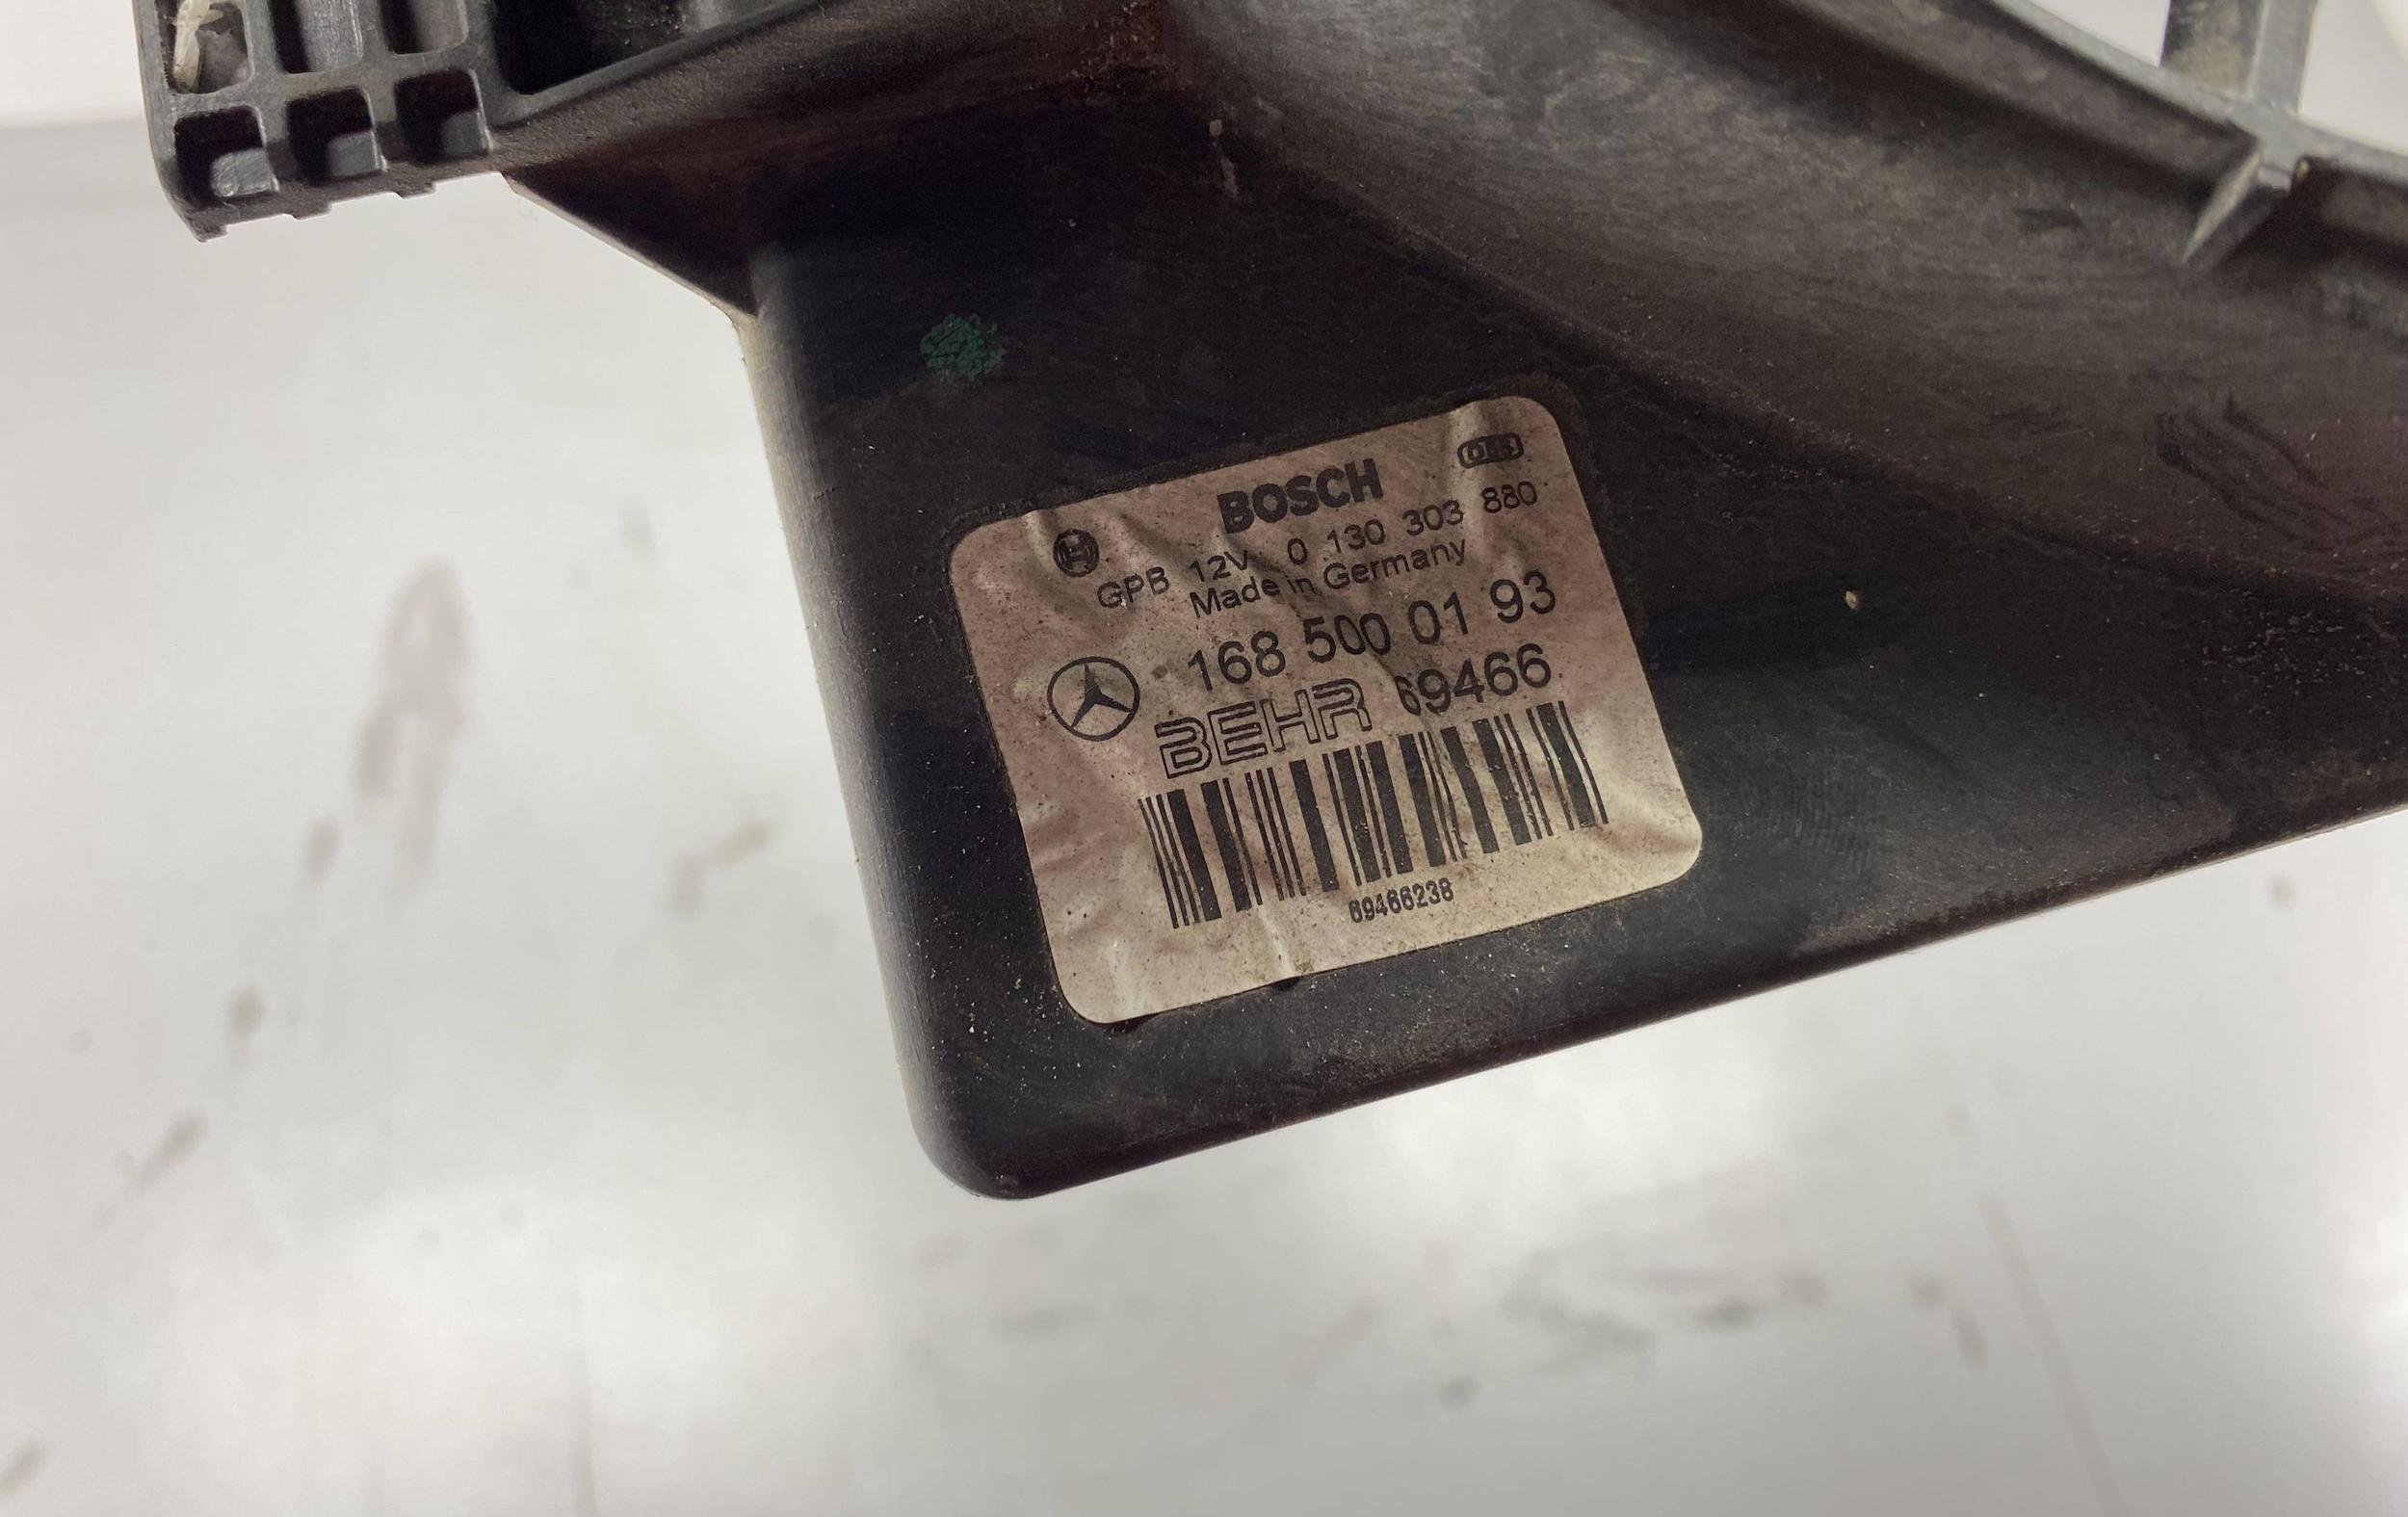 BOSCH
GPB 12V 0 130 303 880
Made in Germany
168 500 01 93
BEHR 69466
69466238